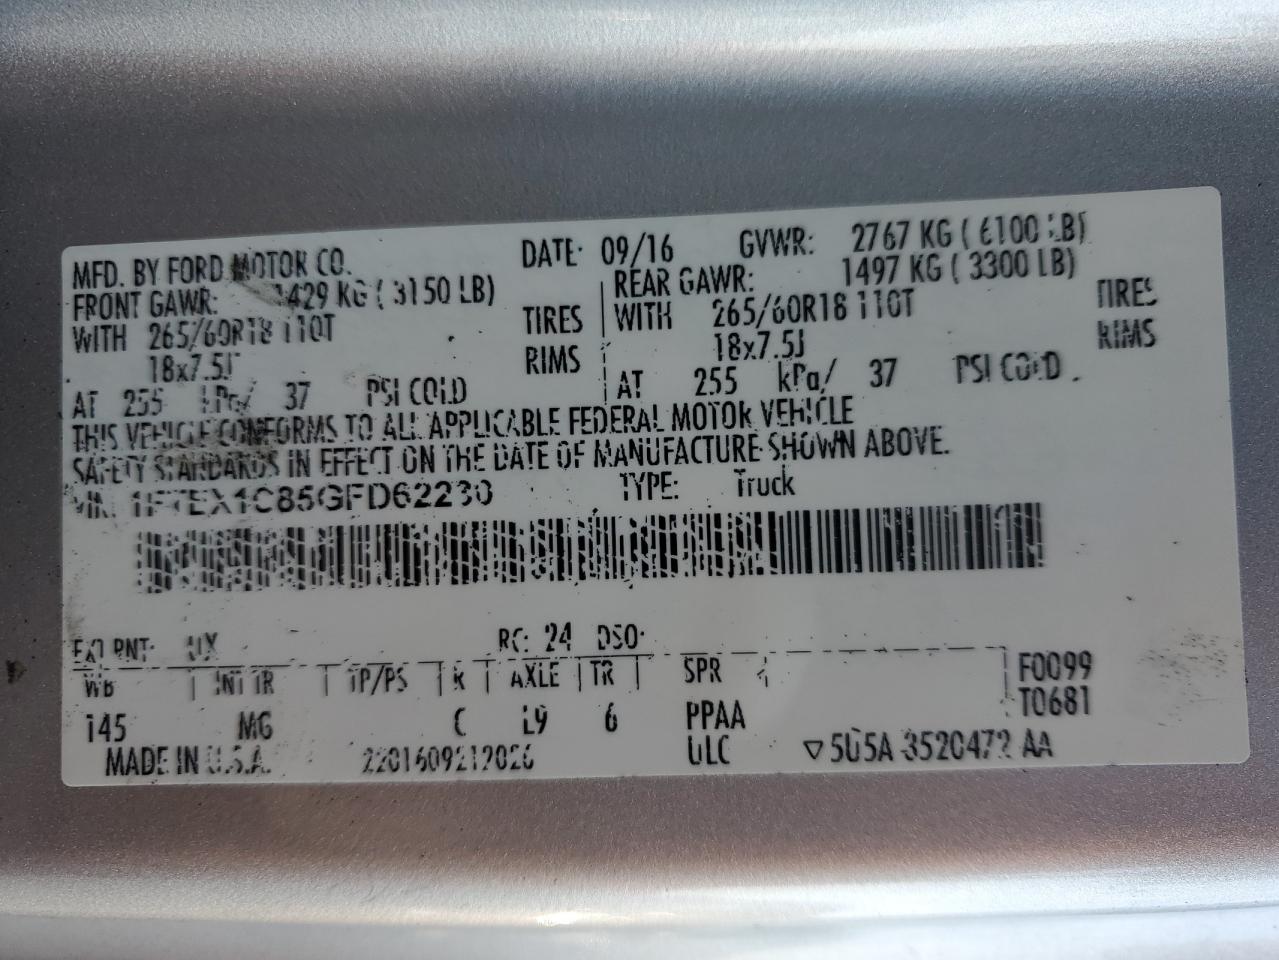 MFD. BY FORD MOTOR CO. DATE: 09/16 GVWR: 2767 KG ( 6100 LB)
FRONT GAWR: 1429 KG ( 3150 LB) REAR GAWR: 1497 KG ( 3300 LB)
WITH 265/60R18 110T TIRES WITH 265/60R18 110T TIRES
18x7.5J RIMS 18x7.5J RIMS
AT 255 kPa/ 37 PSI COLD AT 255 kPa/ 37 PSI COLD
THIS VEHICLE CONFORMS TO ALL APPLICABLE FEDERAL MOTOR VEHICLE
SAFETY STANDARDS IN EFFECT ON THE DATE OF MANUFACTURE SHOWN ABOVE.
VIN: 1FTEX1C85GFD62230 TYPE: Truck
EXT PNT: UX RC: 24 DSO:
WB INT TR TP/PS R AXLE TR SPR F0099
145 MG C L9 6 PPAA T0681
MADE IN U.S.A. ULC ▽5U5A 3520472 AA